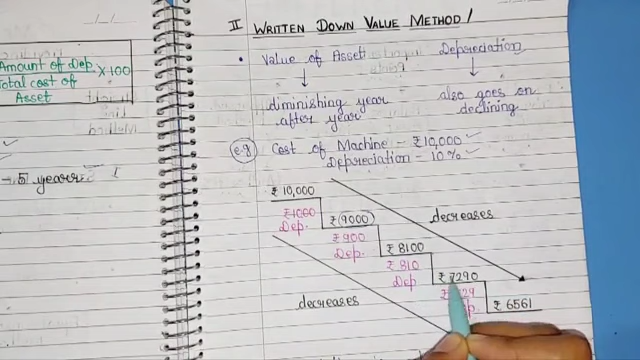 II WRITTEN DOWN VALUE METHOD /
• Value of Asset Depreciation
↓ ↓
diminishing year also goes on
after year declining
e.g Cost of Machine - ₹10,000
Depreciation - 10%
Amount of Dep × 100
Total cost of
Asset
- 5 years
₹10,000
₹1000 ₹(9000) decreases
Dep. ₹900 ₹8100
Dep. ₹810 ₹7290
decreases Dep ₹ 6561